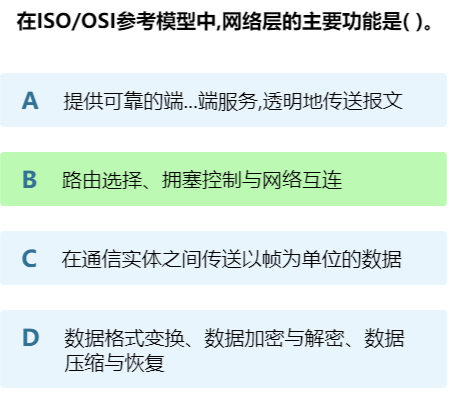 在ISO/OSI参考模型中,网络层的主要功能是( )。
A 提供可靠的端...端服务,透明地传送报文
B 路由选择、拥塞控制与网络互连
C 在通信实体之间传送以帧为单位的数据
D 数据格式变换、数据加密与解密、数据
压缩与恢复